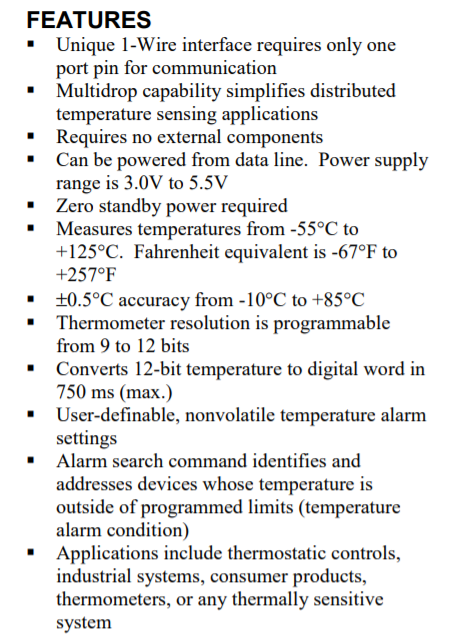 FEATURES
▪ Unique 1-Wire interface requires only one
port pin for communication
▪ Multidrop capability simplifies distributed
temperature sensing applications
▪ Requires no external components
▪ Can be powered from data line.  Power supply
range is 3.0V to 5.5V
▪ Zero standby power required
▪ Measures temperatures from -55°C to
+125°C.  Fahrenheit equivalent is -67°F to
+257°F
▪ ±0.5°C accuracy from -10°C to +85°C
▪ Thermometer resolution is programmable
from 9 to 12 bits
▪ Converts 12-bit temperature to digital word in
750 ms (max.)
▪ User-definable, nonvolatile temperature alarm
settings
▪ Alarm search command identifies and
addresses devices whose temperature is
outside of programmed limits (temperature
alarm condition)
▪ Applications include thermostatic controls,
industrial systems, consumer products,
thermometers, or any thermally sensitive
system